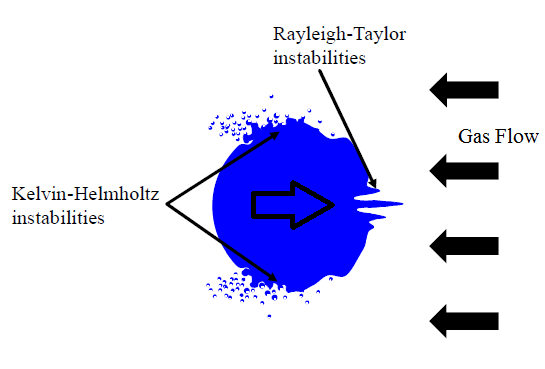 Rayleigh-Taylor
instabilities
Gas Flow
Kelvin-Helmholtz
instabilities